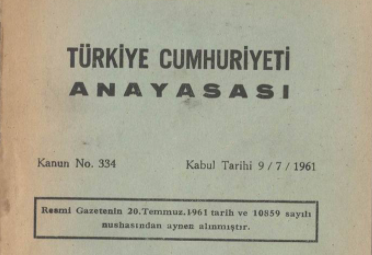 TÜRKİYE CUMHURİYETİ
ANAYASASI
Kanun No. 334 Kabul Tarihi 9 / 7 / 1961
Resmi Gazetenin 20.Temmuz.1961 tarih ve 10859 sayılı
nushasından aynen alınmıştır.